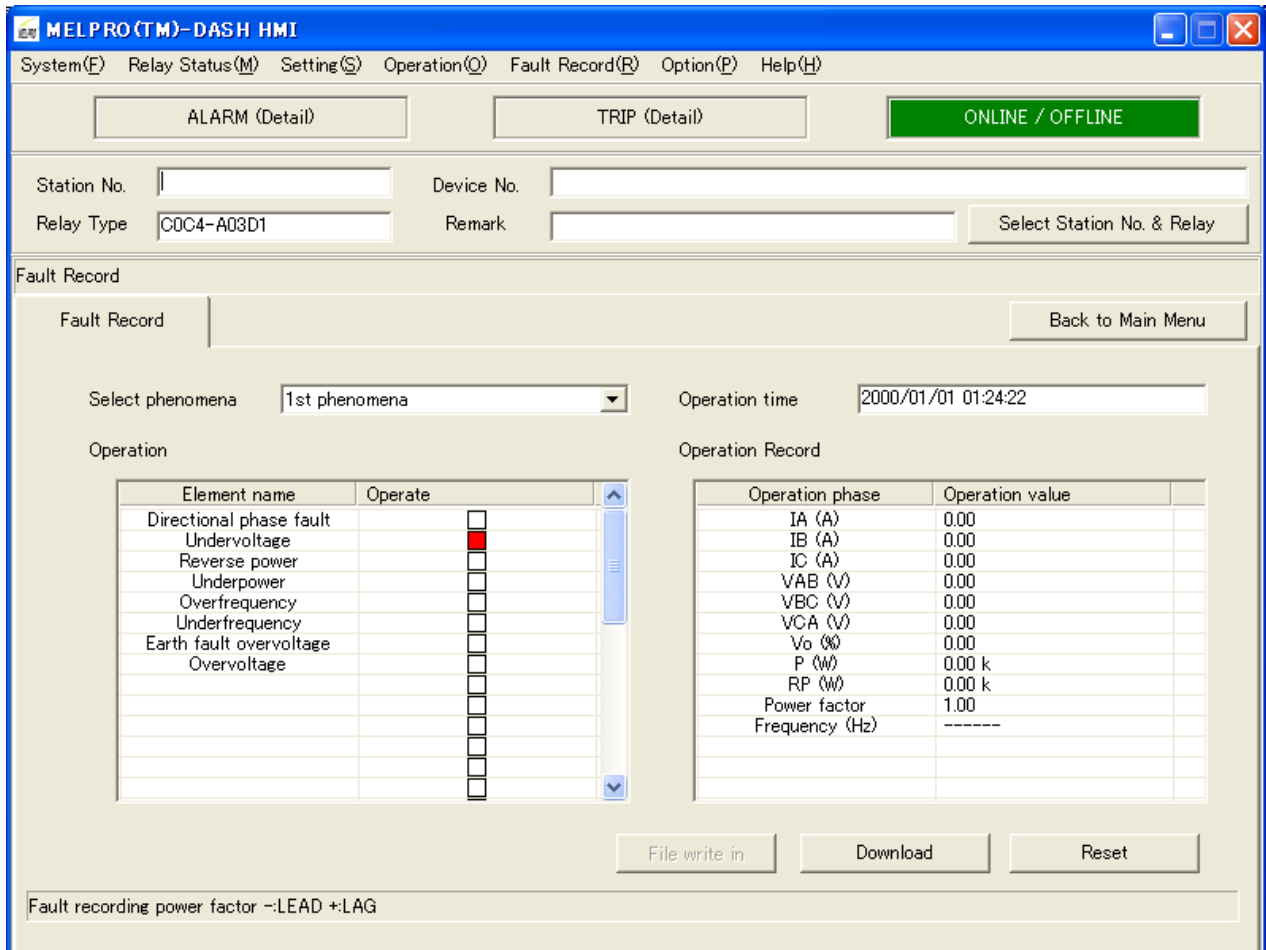 MELPRO(TM)-DASH HMI
System(F) Relay Status(M) Setting(S) Operation(O) Fault Record(R) Option(P) Help(H)
ALARM (Detail) TRIP (Detail) ONLINE / OFFLINE
Station No. Device No.
Relay Type C0C4-A03D1 Remark Select Station No. & Relay
Fault Record
Fault Record Back to Main Menu
Select phenomena 1st phenomena Operation time 2000/01/01 01:24:22
Operation Operation Record
Element name Operate Operation phase Operation value
Directional phase fault IA (A) 0.00
Undervoltage IB (A) 0.00
Reverse power IC (A) 0.00
Underpower VAB (V) 0.00
Overfrequency VBC (V) 0.00
Underfrequency VCA (V) 0.00
Earth fault overvoltage Vo (%) 0.00
Overvoltage P (W) 0.00 k
RP (W) 0.00 k
Power factor 1.00
Frequency (Hz) ------
File write in Download Reset
Fault recording power factor -:LEAD +:LAG